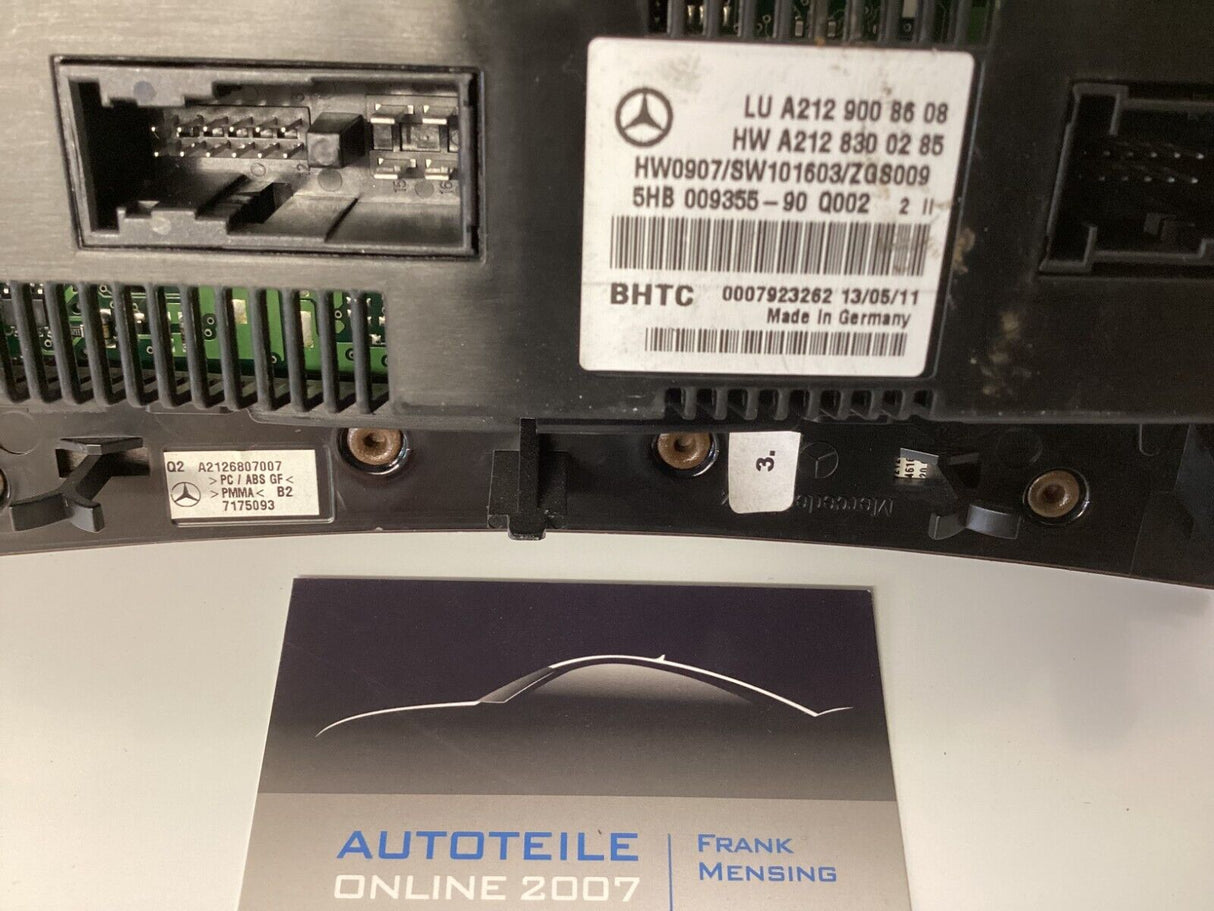 LU A212 900 86 08
HW A212 830 02 85
HW0907/SW101603/ZGS009
5HB 009355-90 Q002 2 II
BHTC 0007923262 13/05/11
Made In Germany
15 16
Q2 A2126807007
>PC / ABS GF<
>PMMA< B2
7175093
3.
AUTOTEILE
ONLINE 2007
FRANK
MENSING